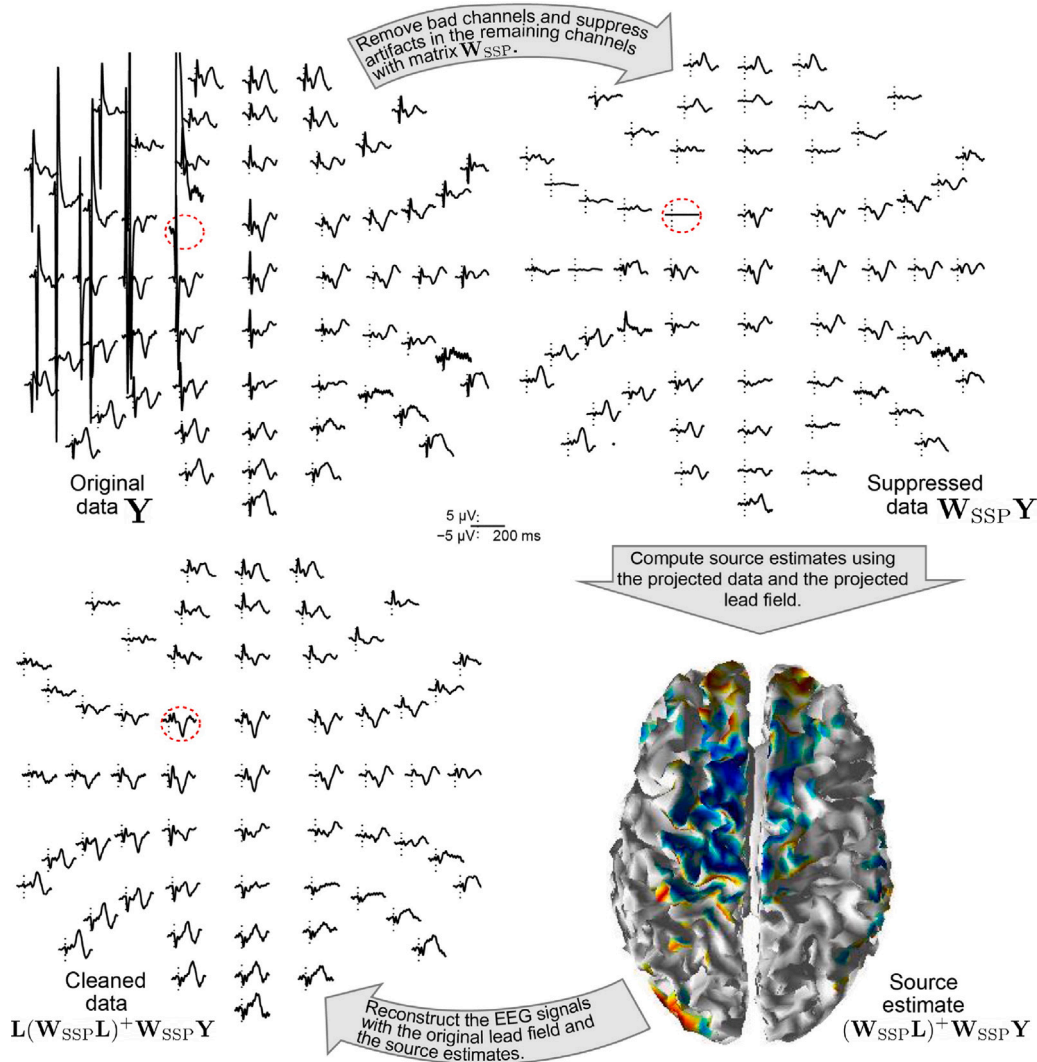 Remove bad channels and suppress
artifacts in the remaining channels
with matrix W_SSP.
Original
data Y
Suppressed
data W_SSP Y
5 µV
−5 µV
200 ms
Compute source estimates using
the projected data and the projected
lead field.
Cleaned
data
L(W_SSP L)⁺ W_SSP Y
Reconstruct the EEG signals
with the original lead field and
the source estimates.
Source
estimate
(W_SSP L)⁺ W_SSP Y